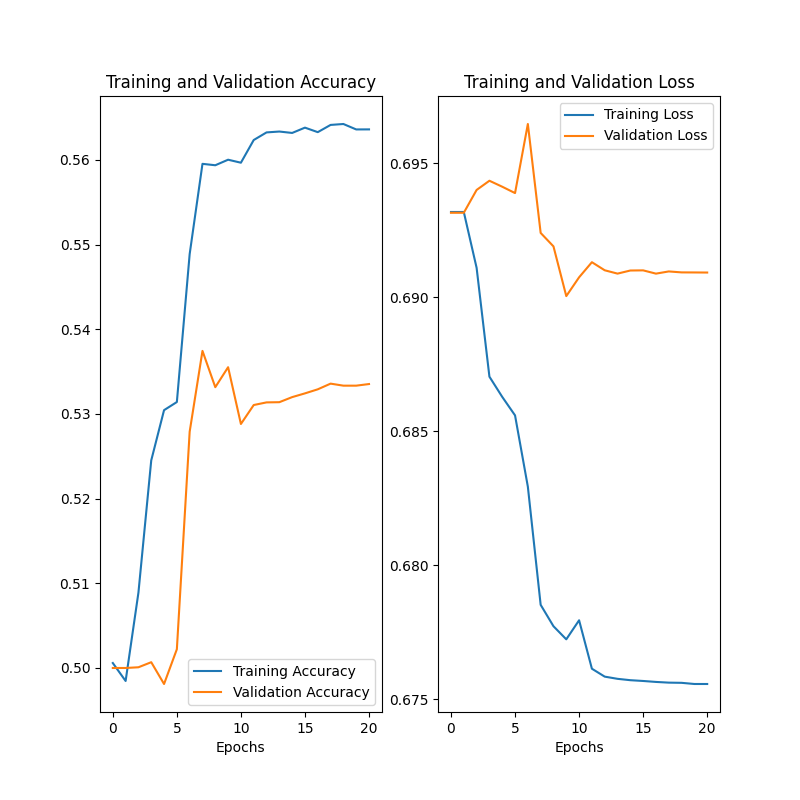 Training and Validation Accuracy
0.56
0.55
0.54
0.53
0.52
0.51
0.50
Training Accuracy
Validation Accuracy
0 5 10 15 20
Epochs
Training and Validation Loss
Training Loss
Validation Loss
0.695
0.690
0.685
0.680
0.675
0 5 10 15 20
Epochs